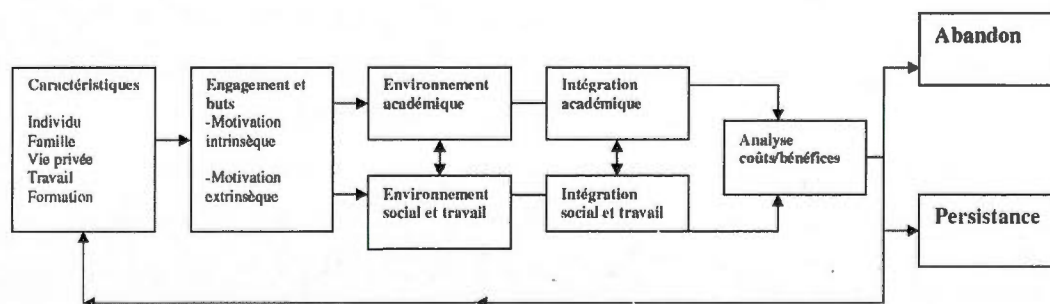 Caractéristiques
Individu
Famille
Vie privée
Travail
Formation
Engagement et
buts
-Motivation
intrinsèque
-Motivation
extrinsèque
Environnement
académique
Environnement
social et travail
Intégration
académique
Intégration
social et travail
Analyse
coûts/bénéfices
Abandon
Persistance